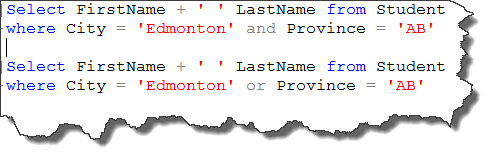 Select FirstName + ' ' LastName from Student
where City = 'Edmonton' and Province = 'AB'
Select FirstName + ' ' LastName from Student
where City = 'Edmonton' or Province = 'AB'